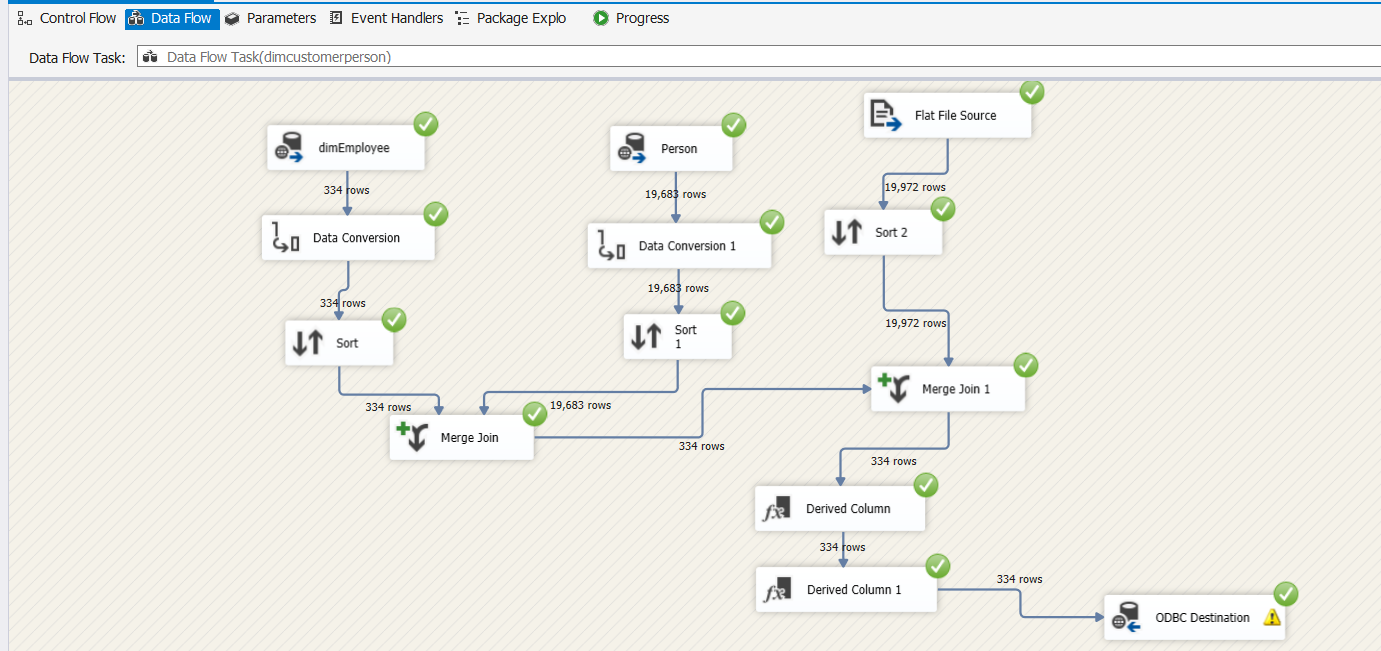 Control Flow
Data Flow
Parameters
Event Handlers
Package Explo
Progress
Data Flow Task:
Data Flow Task(dimcustomerperson)
Flat File Source
dimEmployee
Person
334 rows
19,683 rows
19,972 rows
Data Conversion
Data Conversion 1
Sort 2
334 rows
19,683 rows
19,972 rows
Sort
Sort
1
334 rows
19,683 rows
Merge Join 1
Merge Join
334 rows
334 rows
Derived Column
334 rows
Derived Column 1
334 rows
ODBC Destination